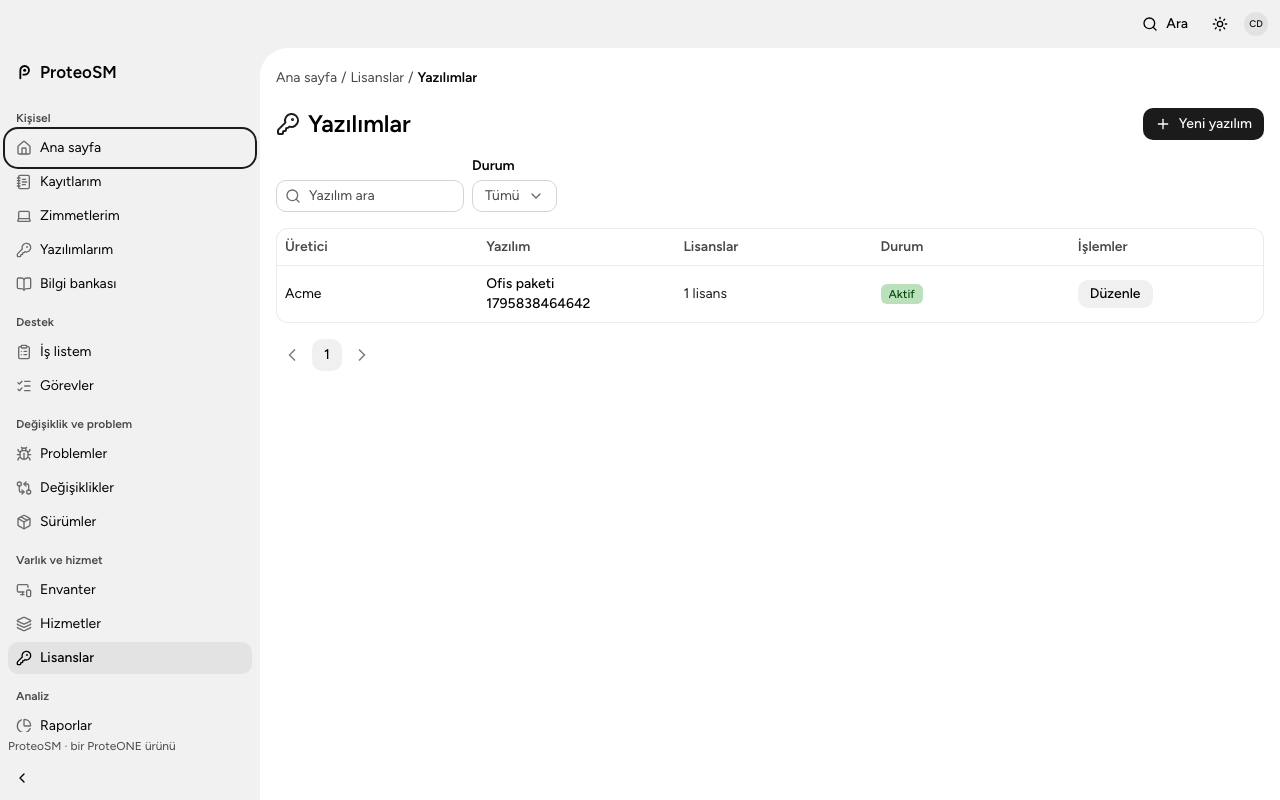 Ara
CD
ProteoSM
Kişisel
Ana sayfa
Kayıtlarım
Zimmetlerim
Yazılımlarım
Bilgi bankası
Destek
İş listem
Görevler
Değişiklik ve problem
Problemler
Değişiklikler
Sürümler
Varlık ve hizmet
Envanter
Hizmetler
Lisanslar
Analiz
Raporlar
ProteoSM · bir ProteONE ürünü
Ana sayfa / Lisanslar / Yazılımlar
Yazılımlar
Yeni yazılım
Durum
Yazılım ara
Tümü
Üretici Yazılım Lisanslar Durum İşlemler
Acme Ofis paketi 1795838464642 1 lisans Aktif Düzenle
1